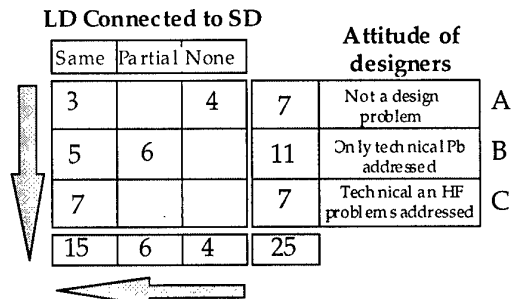 LD Connected to SD
Attitude of
designers
Same Partial None
3 4 7 Not a design
problem A
5 6 11 Only technical Pb
addressed B
7 7 Technical an HF
problems addressed C
15 6 4 25